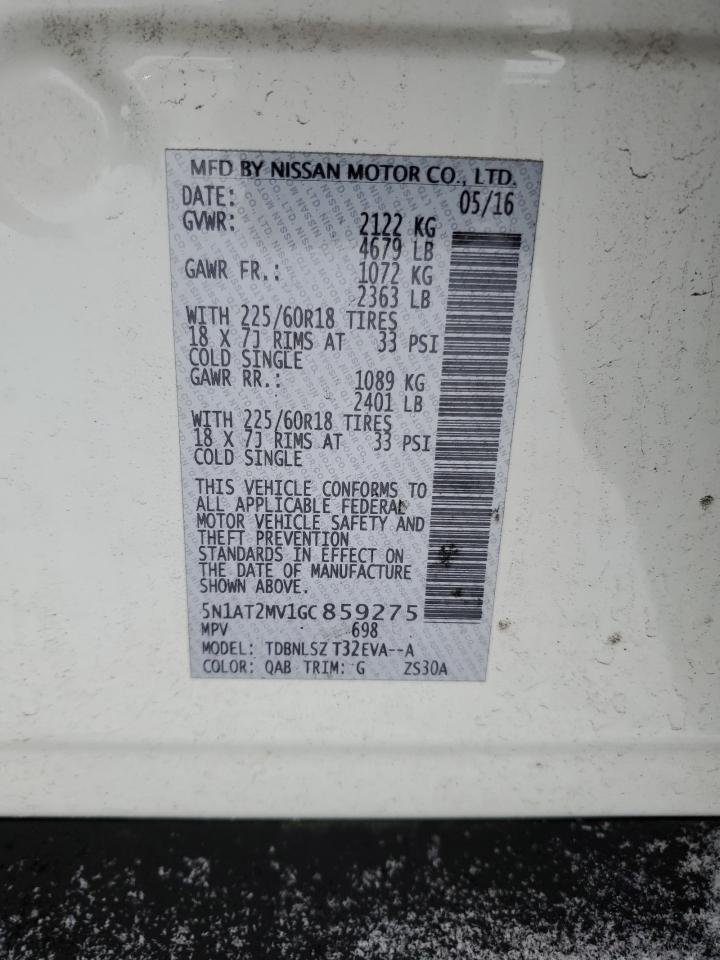 MFD BY NISSAN MOTOR CO., LTD.
DATE: 05/16
GVWR: 2122 KG
4679 LB
GAWR FR.: 1072 KG
2363 LB
WITH 225/60R18 TIRES
18 X 7J RIMS AT 33 PSI
COLD SINGLE
GAWR RR.: 1089 KG
2401 LB
WITH 225/60R18 TIRES
18 X 7J RIMS AT 33 PSI
COLD SINGLE
THIS VEHICLE CONFORMS TO
ALL APPLICABLE FEDERAL
MOTOR VEHICLE SAFETY AND
THEFT PREVENTION
STANDARDS IN EFFECT ON
THE DATE OF MANUFACTURE
SHOWN ABOVE.
5N1AT2MV1GC859275
MPV 698
MODEL: TDBNLSZ T32EVA--A
COLOR: QAB TRIM: G ZS30A